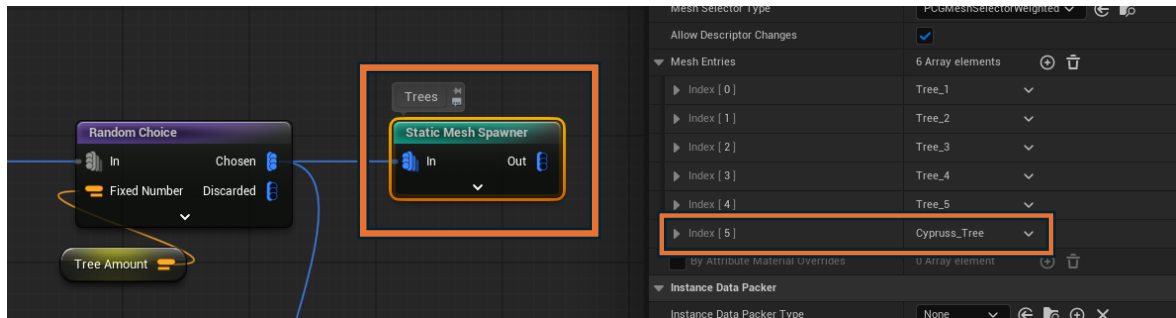 Trees
Random Choice
In
Chosen
Fixed Number
Discarded
Tree Amount
Static Mesh Spawner
In
Out
Mesh Selector Type
PCGMeshSelectorWeighted
Allow Descriptor Changes
Mesh Entries
6 Array elements
Index [ 0 ]
Tree_1
Index [ 1 ]
Tree_2
Index [ 2 ]
Tree_3
Index [ 3 ]
Tree_4
Index [ 4 ]
Tree_5
Index [ 5 ]
Cypruss_Tree
By Attribute Material Overrides
0 Array element
Instance Data Packer
Instance Data Packer Type
None